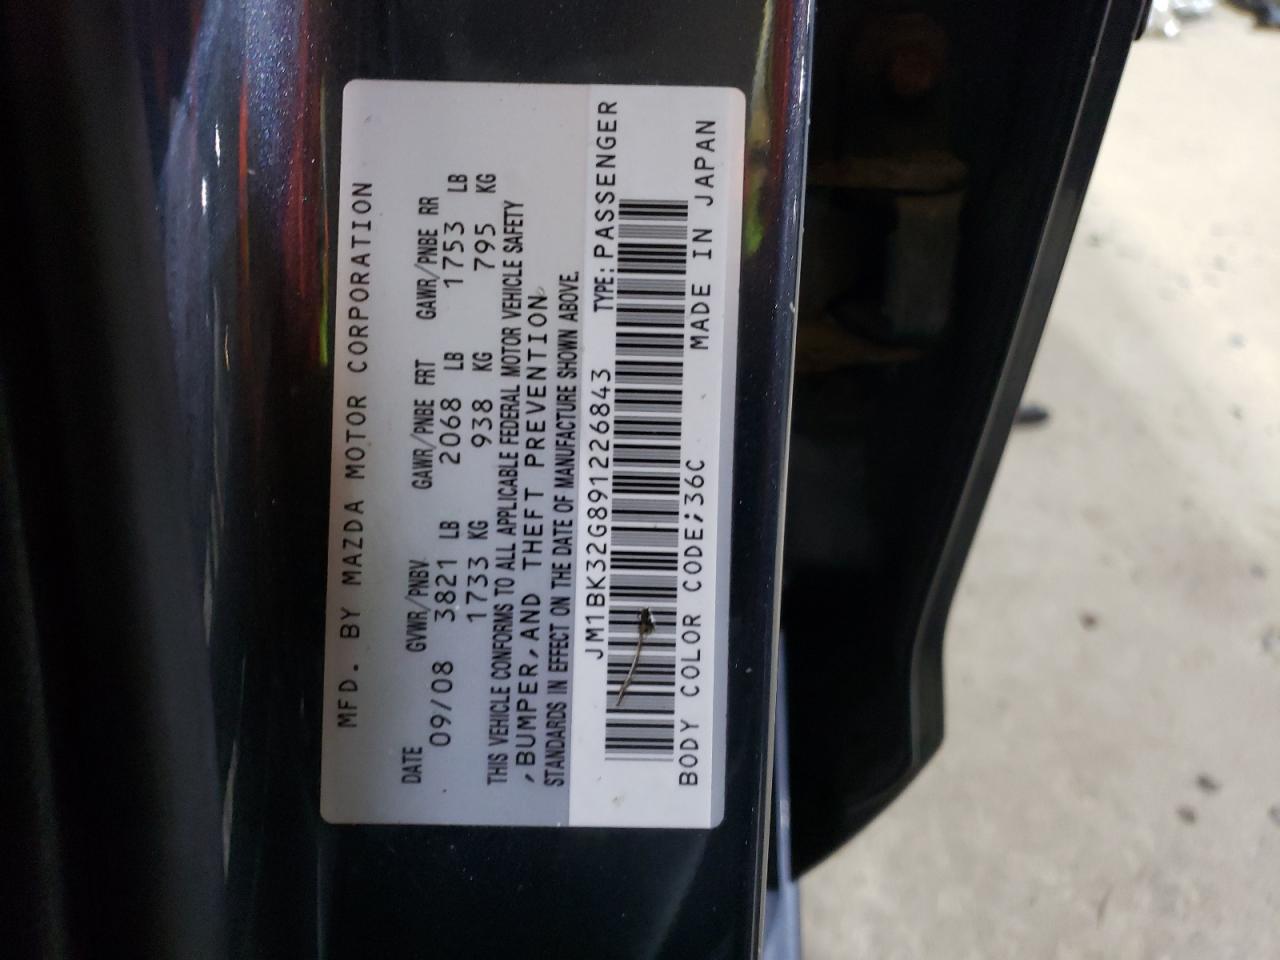 MFD. BY MAZDA MOTOR CORPORATION
DATE GVWR/PNBV GAWR/PNBE FRT GAWR/PNBE RR
09/08 3821 LB 2068 LB 1753 LB
1733 KG 938 KG 795 KG
THIS VEHICLE CONFORMS TO ALL APPLICABLE FEDERAL MOTOR VEHICLE SAFETY
,BUMPER,AND THEFT PREVENTION
STANDARDS IN EFFECT ON THE DATE OF MANUFACTURE SHOWN ABOVE.
JM1BK32G891226843 TYPE:PASSENGER
BODY COLOR CODE;36C MADE IN JAPAN